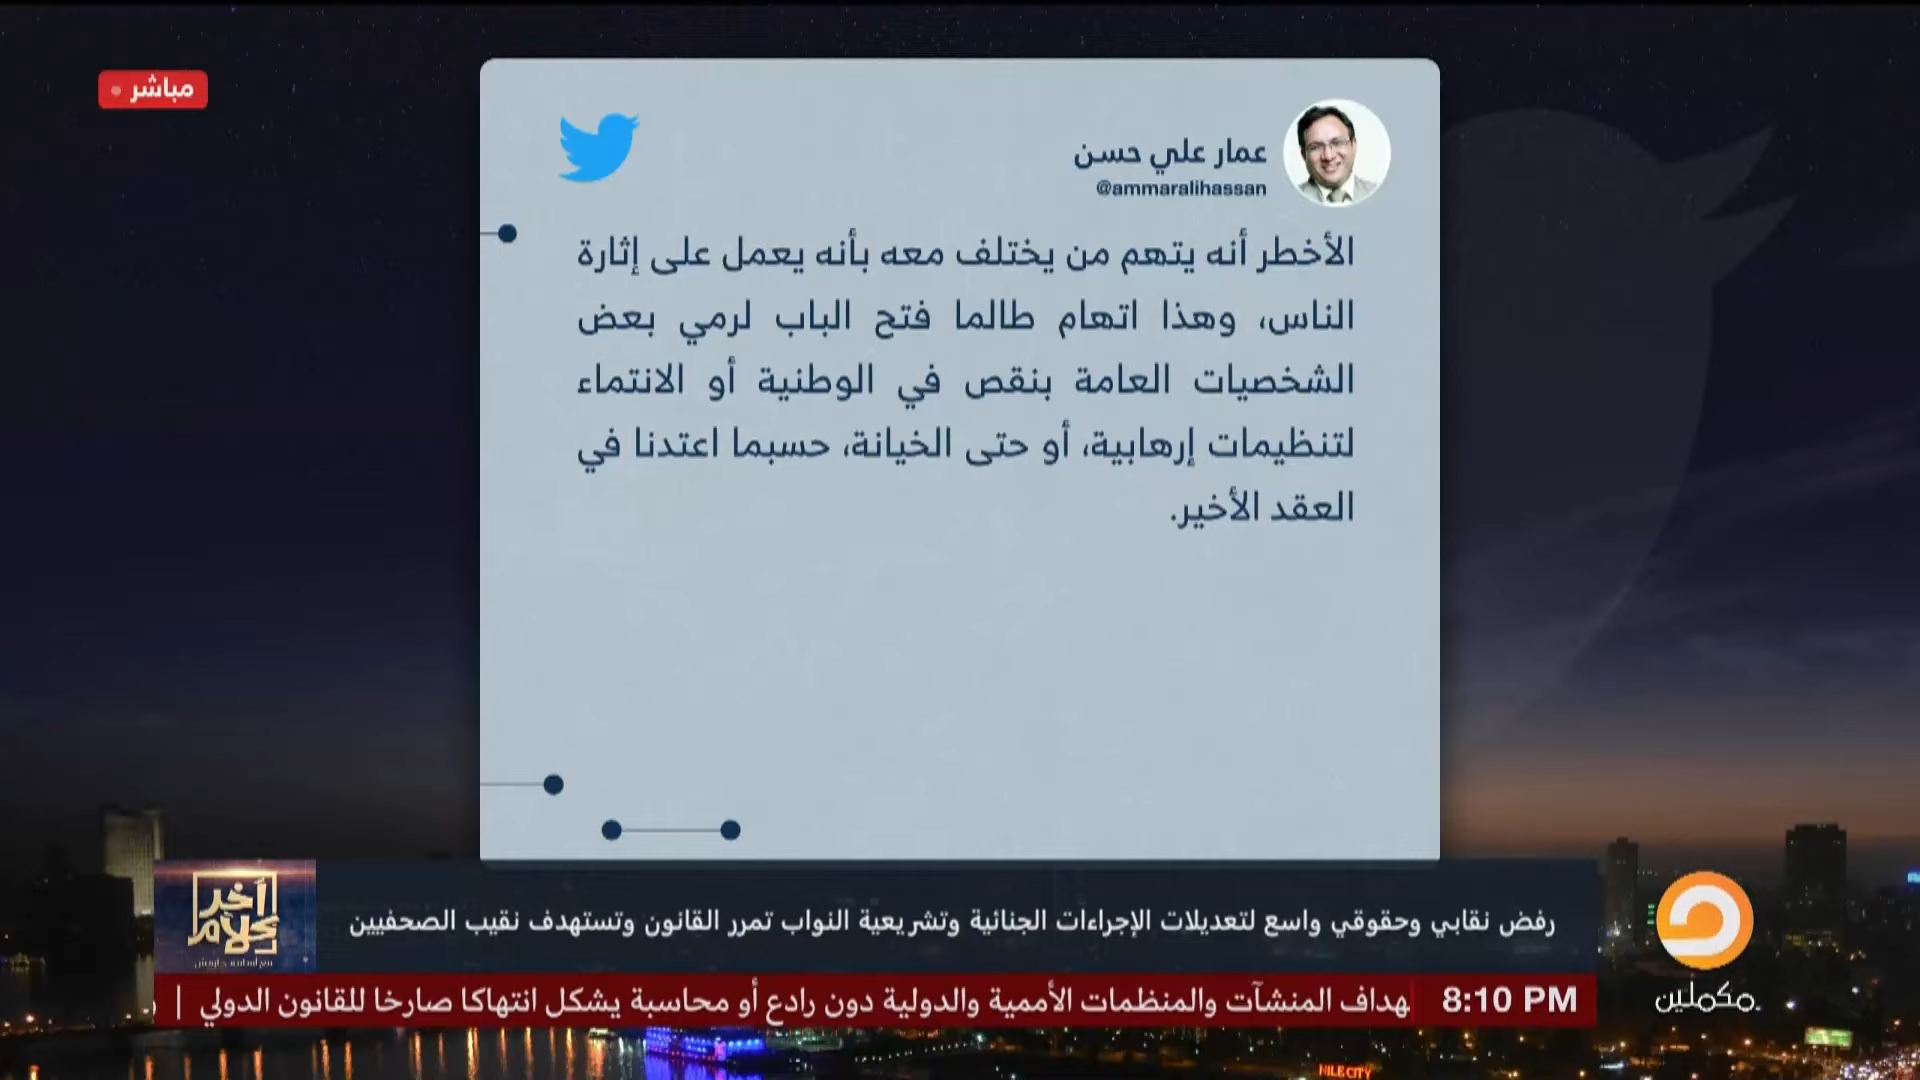 مباشر
عمار علي حسن
@ammaralihassan
الأخطر أنه يتهم من يختلف معه بأنه يعمل على إثارة
الناس، وهذا اتهام طالما فتح الباب لرمي بعض
الشخصيات العامة بنقص في الوطنية أو الانتماء
لتنظيمات إرهابية، أو حتى الخيانة، حسبما اعتدنا في
العقد الأخير.
آخر
كلام
رفض نقابي وحقوقي واسع لتعديلات الإجراءات الجنائية وتشريعية النواب تمرر القانون وتستهدف نقيب الصحفيين
8:10 PM
هداف المنشآت والمنظمات الأممية والدولية دون رادع أو محاسبة يشكل انتهاكا صارخا للقانون الدولي |
مكملين
NILE CITY